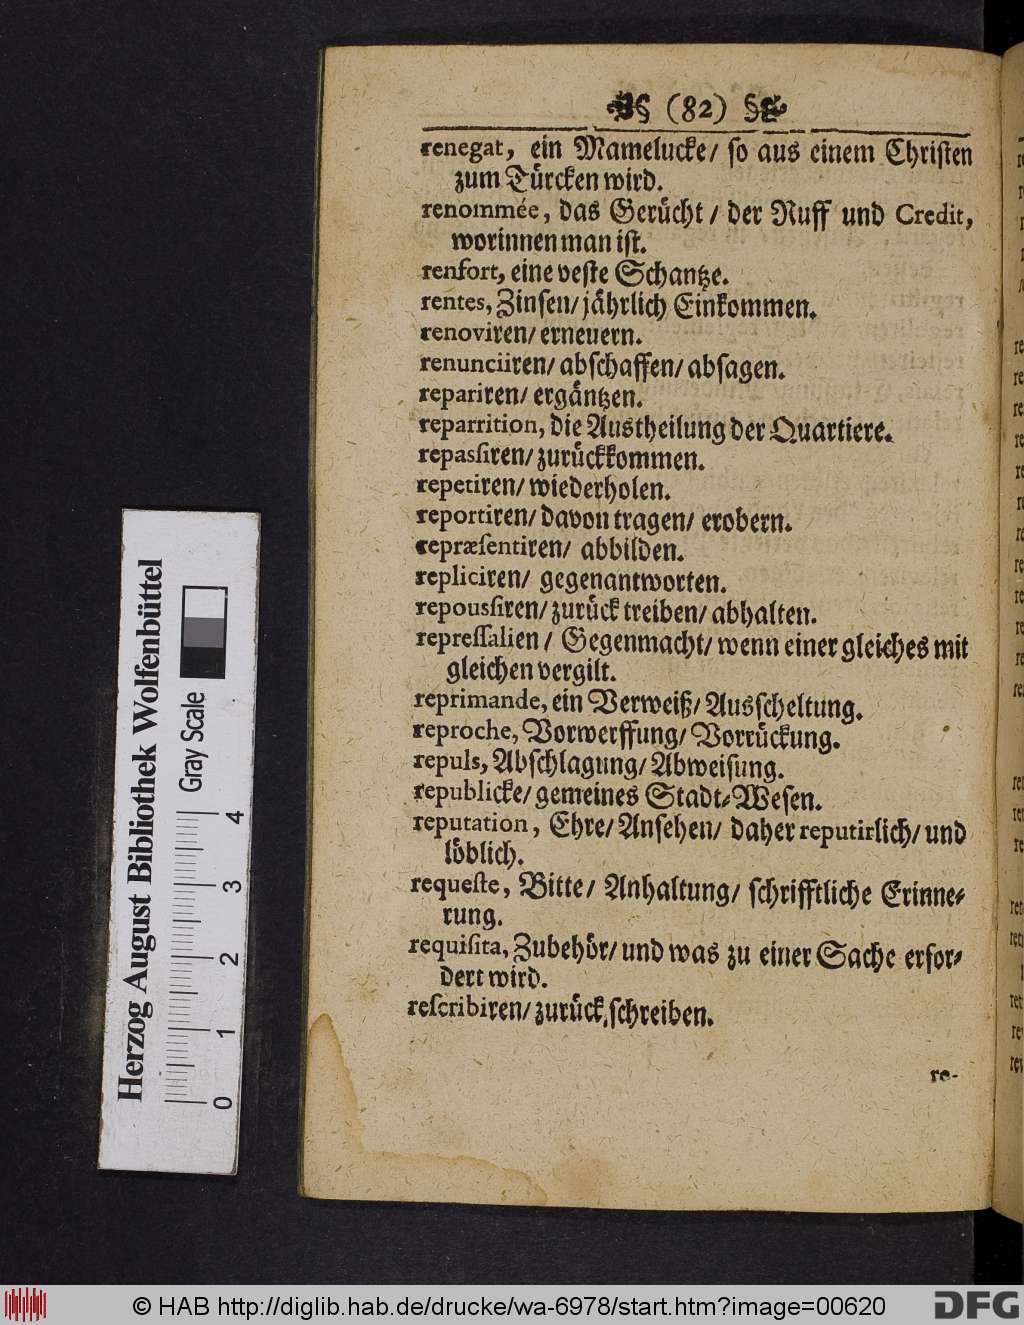 (82)
renegat, ein Mamelucke/ so aus einem Christen
zum Türcken wird.
renommée, das Gerücht/ der Ruff und Credit,
worinnen man ist.
renfort, eine veste Schantze.
rentes, Zinsen/ jährlich Einkommen.
renoviren/ erneuern.
renunciiren/ abschaffen/ absagen.
repariren/ ergäntzen.
reparrition, die Austheilung der Quartiere.
repassiren/ zurückkommen.
repetiren/ wiederholen.
reportiren/ davon tragen/ erobern.
repræsentiren/ abbilden.
repliciren/ gegenantworten.
repoussiren/ zurück treiben/ abhalten.
repressalien/ Gegenmacht/ wenn einer gleiches mit
gleichen vergilt.
reprimande, ein Verweiß/ Ausscheltung.
reproche, Vorwerffung/ Vorrückung.
repuls, Abschlagung/ Abweisung.
republicke/ gemeines Stadt-Wesen.
reputation, Ehre/ Ansehen/ daher reputirlich/ und
löblich.
requeste, Bitte/ Anhaltung/ schrifftliche Erinne-
rung.
requisita, Zubehör/ und was zu einer Sache erfor-
dert wird.
rescribiren/ zurück schreiben.
re-
Herzog August Bibliothek Wolfenbüttel
Gray Scale
0 1 2 3 4
© HAB http://diglib.hab.de/drucke/wa-6978/start.htm?image=00620
DFG